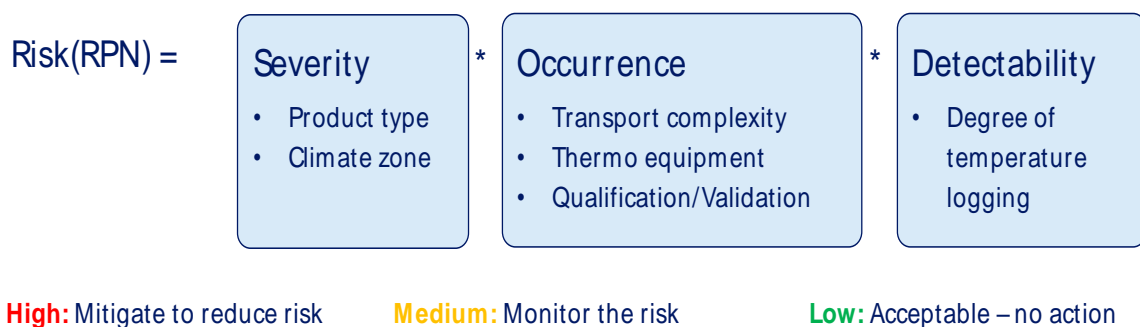 Risk(RPN) =
Severity
• Product type
• Climate zone
*
Occurrence
• Transport complexity
• Thermo equipment
• Qualification/Validation
*
Detectability
• Degree of
temperature
logging
High: Mitigate to reduce risk
Medium: Monitor the risk
Low: Acceptable – no action